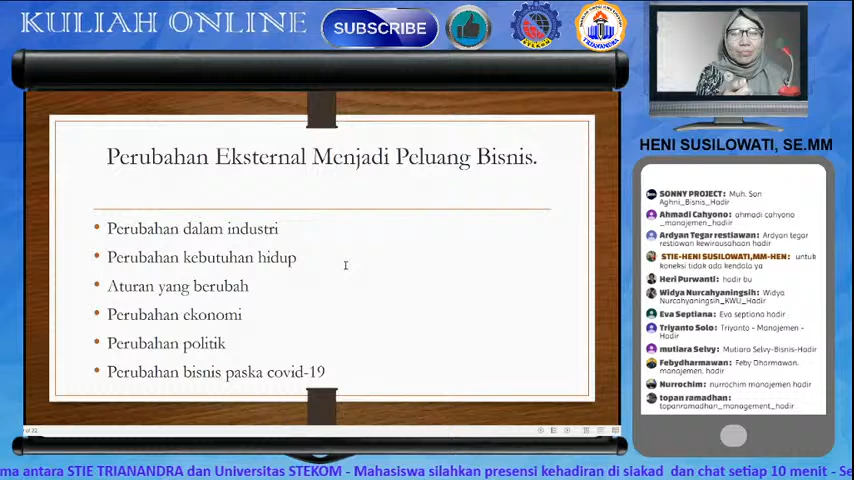 KULIAH ONLINE
SUBSCRIBE
STEKOM
TRIANANDRA
Perubahan Eksternal Menjadi Peluang Bisnis.
• Perubahan dalam industri
• Perubahan kebutuhan hidup
• Aturan yang berubah
• Perubahan ekonomi
• Perubahan politik
• Perubahan bisnis paska covid-19
HENI SUSILOWATI, SE.MM
SONNY PROJECT: Muh. Son
Aghni_Bisnis_Hadir
Ahmadi Cahyono: ahmadi cahyono
_manajemen_hadiir
Ardyan Tegar restiawan: Ardyan tegar
restiawan kewirausahaan hadir
STIE-HENI SUSILOWATI,MM-HEN: untuk
koneksi tidak ada kendala ya
Heri Purwanti: hadir bu
Widya Nurcahyaningsih: Widya
Nurcahyaningsih_KWU_Hadir
Eva Septiana: Eva septiana hadir
Triyanto Solo: Triyanto - Manajemen -
Hadir
mutiara Selvy: Mutiara Selvy-Bisnis-Hadir
Febydharmawan: Feby Dharmawan.
manajemen. hadir
Nurrochim: nurrochim manajemen hadir
topan ramadhan:
topanramadhan_management_hadir
ma antara STIE TRIANANDRA dan Universitas STEKOM - Mahasiswa silahkan presensi kehadiran di siakad dan chat setiap 10 menit - Se